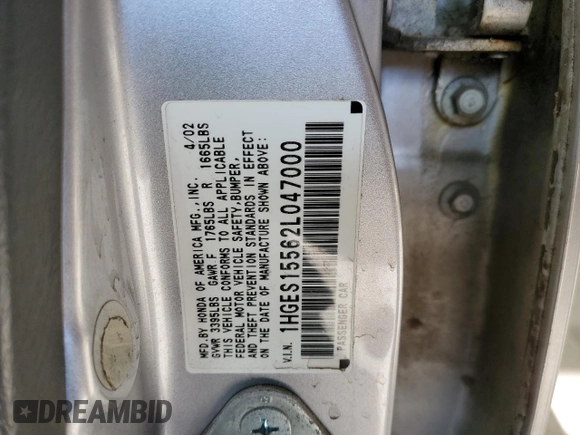 MFD. BY HONDA OF AMERICA MFG., INC. 4/02
GVWR 3395LBS GAWR F 1765LBS R 1665LBS
THIS VEHICLE CONFORMS TO ALL APPLICABLE
FEDERAL MOTOR VEHICLE SAFETY, BUMPER,
AND THEFT PREVENTION STANDARDS IN EFFECT
ON THE DATE OF MANUFACTURE SHOWN ABOVE:
V.I.N. 1HGES15562L047000
PASSENGER CAR
DREAMBID